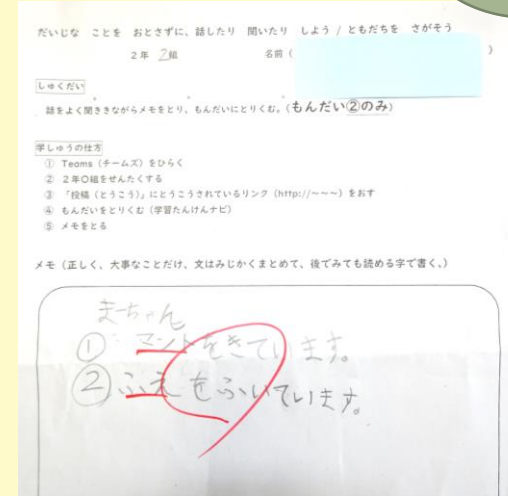 だいじな ことを おとさずに、話したり 聞いたり しよう / ともだちを さがそう
2年 2組 名前 ( )
しゅくだい
話をよく聞ききながらメモをとり、もんだいにとりくむ。(もんだい②のみ)
学しゅうの仕方
① Teams (チームズ) をひらく
② 2年〇組をせんたくする
③ 「投稿 (とうこう)」にとうこうされているリンク (http://~~~) をおす
④ もんだいをとりくむ (学習たんけんナビ)
⑤ メモをとる
メモ (正しく、大事なことだけ、文はみじかくまとめて、後でみても読める字で書く。)
まーちゃん
① マントをきています。
② ふえをふいています。